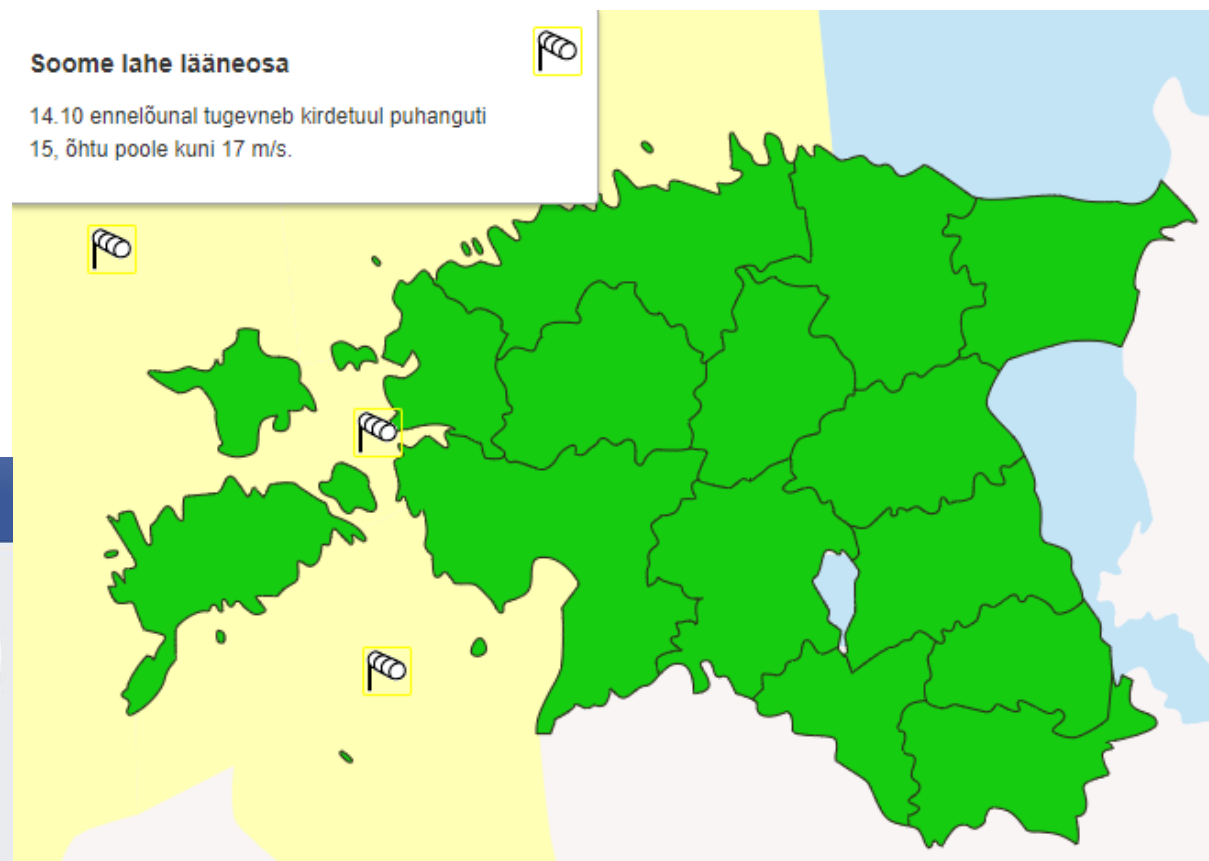 Soome lahe lääneosa
14.10 ennelõunal tugevneb kirdetuul puhanguti
15, õhtu poole kuni 17 m/s.